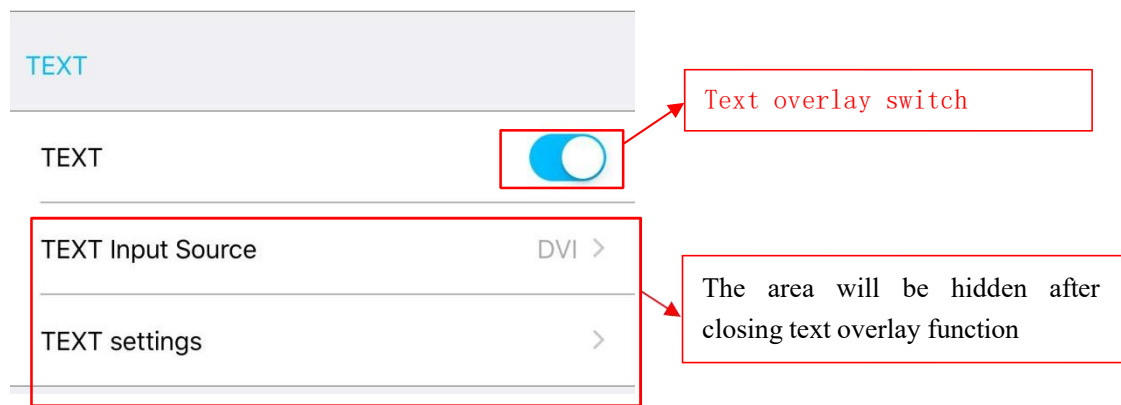 TEXT
Text overlay switch
TEXT
TEXT Input Source DVI
The area will be hidden after
closing text overlay function
TEXT settings